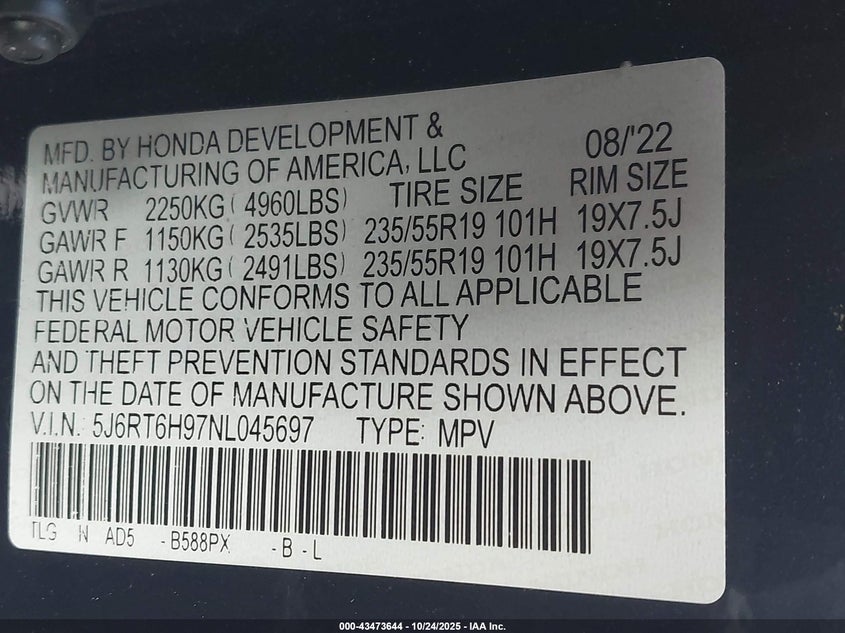 MFD. BY HONDA DEVELOPMENT &
MANUFACTURING OF AMERICA, LLC 08/'22
GVWR 2250KG ( 4960LBS) TIRE SIZE RIM SIZE
GAWR F 1150KG ( 2535LBS) 235/55R19 101H 19X7.5J
GAWR R 1130KG ( 2491LBS) 235/55R19 101H 19X7.5J
THIS VEHICLE CONFORMS TO ALL APPLICABLE
FEDERAL MOTOR VEHICLE SAFETY
AND THEFT PREVENTION STANDARDS IN EFFECT
ON THE DATE OF MANUFACTURE SHOWN ABOVE.
V.I.N.: 5J6RT6H97NL045697 TYPE: MPV
TLG N AD5 -B588PX -B -L
000-43473644 - 10/24/2025 - IAA Inc.